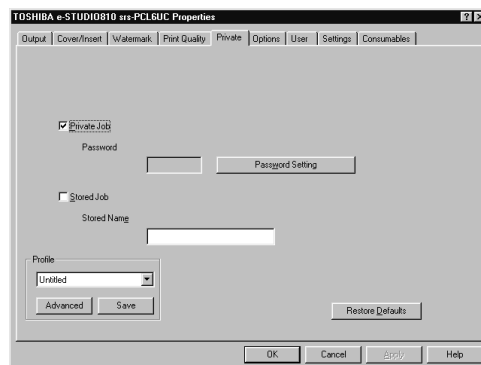 TOSHIBA e-STUDIO810 srs-PCL6UC Properties
Output Cover/Insert Watermark Print Quality Private Options User Settings Consumables
Private Job
Password
Password Setting
Stored Job
Stored Name
Profile
Untitled
Advanced Save
Restore Defaults
OK Cancel Apply Help